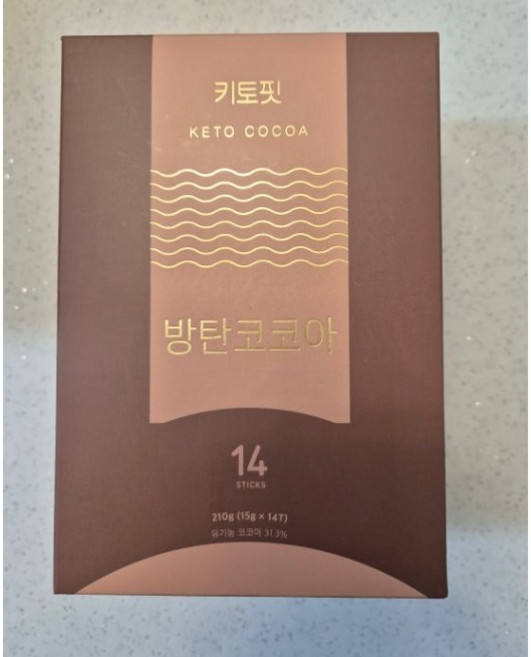 키토핏
KETO COCOA
방탄코코아
14
STICKS
210g (15g × 14T)
유기농 코코아 31.3%